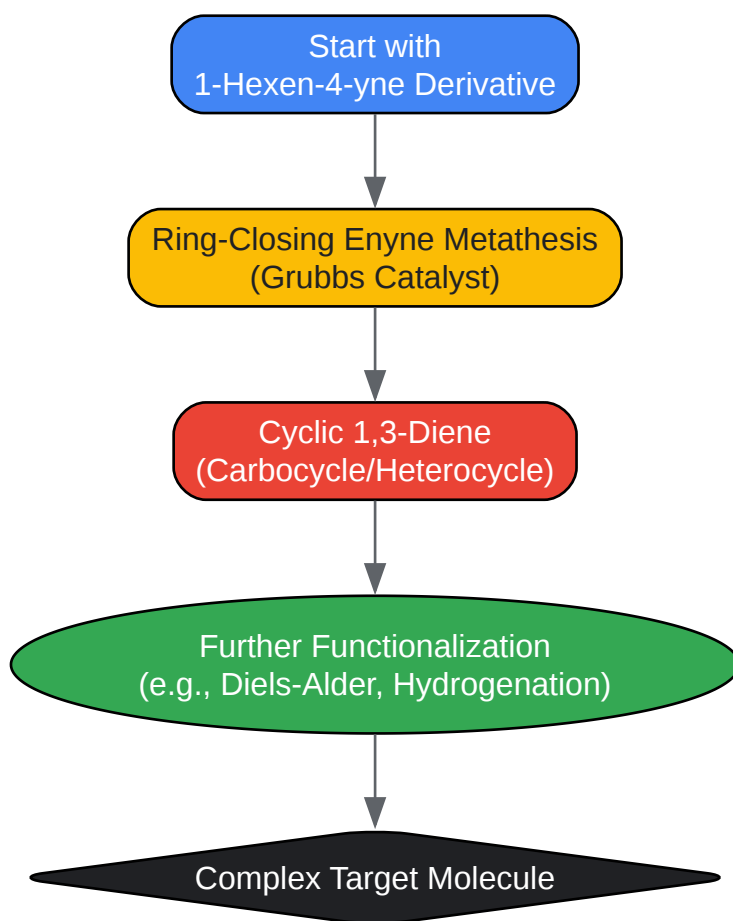 Start with
1-Hexen-4-yne Derivative
Ring-Closing Enyne Metathesis
(Grubbs Catalyst)
Cyclic 1,3-Diene
(Carbocycle/Heterocycle)
Further Functionalization
(e.g., Diels-Alder, Hydrogenation)
Complex Target Molecule